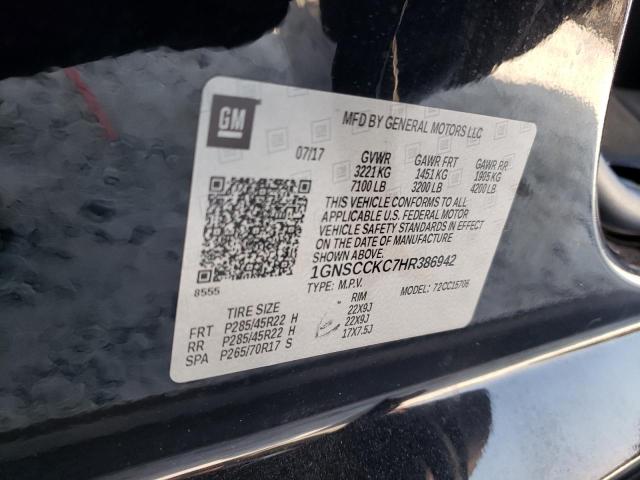 GM
MFD BY GENERAL MOTORS LLC
07/17
GVWR GAWR FRT GAWR RR
3221 KG 1451 KG 1905 KG
7100 LB 3200 LB 4200 LB
THIS VEHICLE CONFORMS TO ALL
APPLICABLE U.S. FEDERAL MOTOR
VEHICLE SAFETY STANDARDS IN EFFECT
ON THE DATE OF MANUFACTURE
SHOWN ABOVE.
1GNSCCKC7HR386942
TYPE: M.P.V. MODEL: 72CC15706
8555
TIRE SIZE RIM
FRT P285/45R22 H 22X9J
RR P285/45R22 H 22X9J
SPA P265/70R17 S 17X7.5J